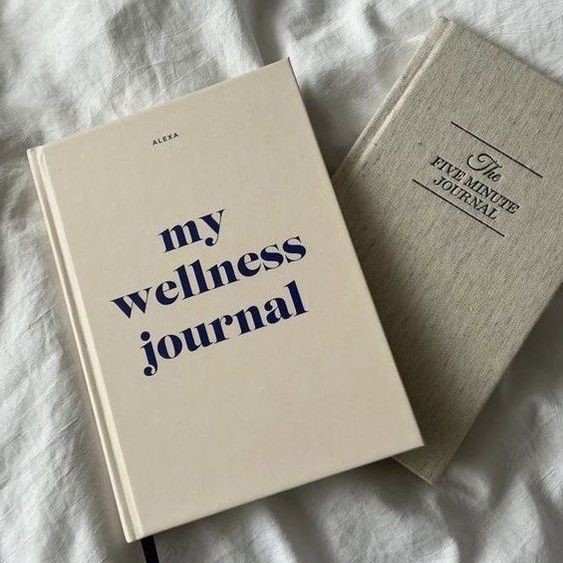 ALEXA
my
wellness
journal
The
FIVE MINUTE
JOURNAL